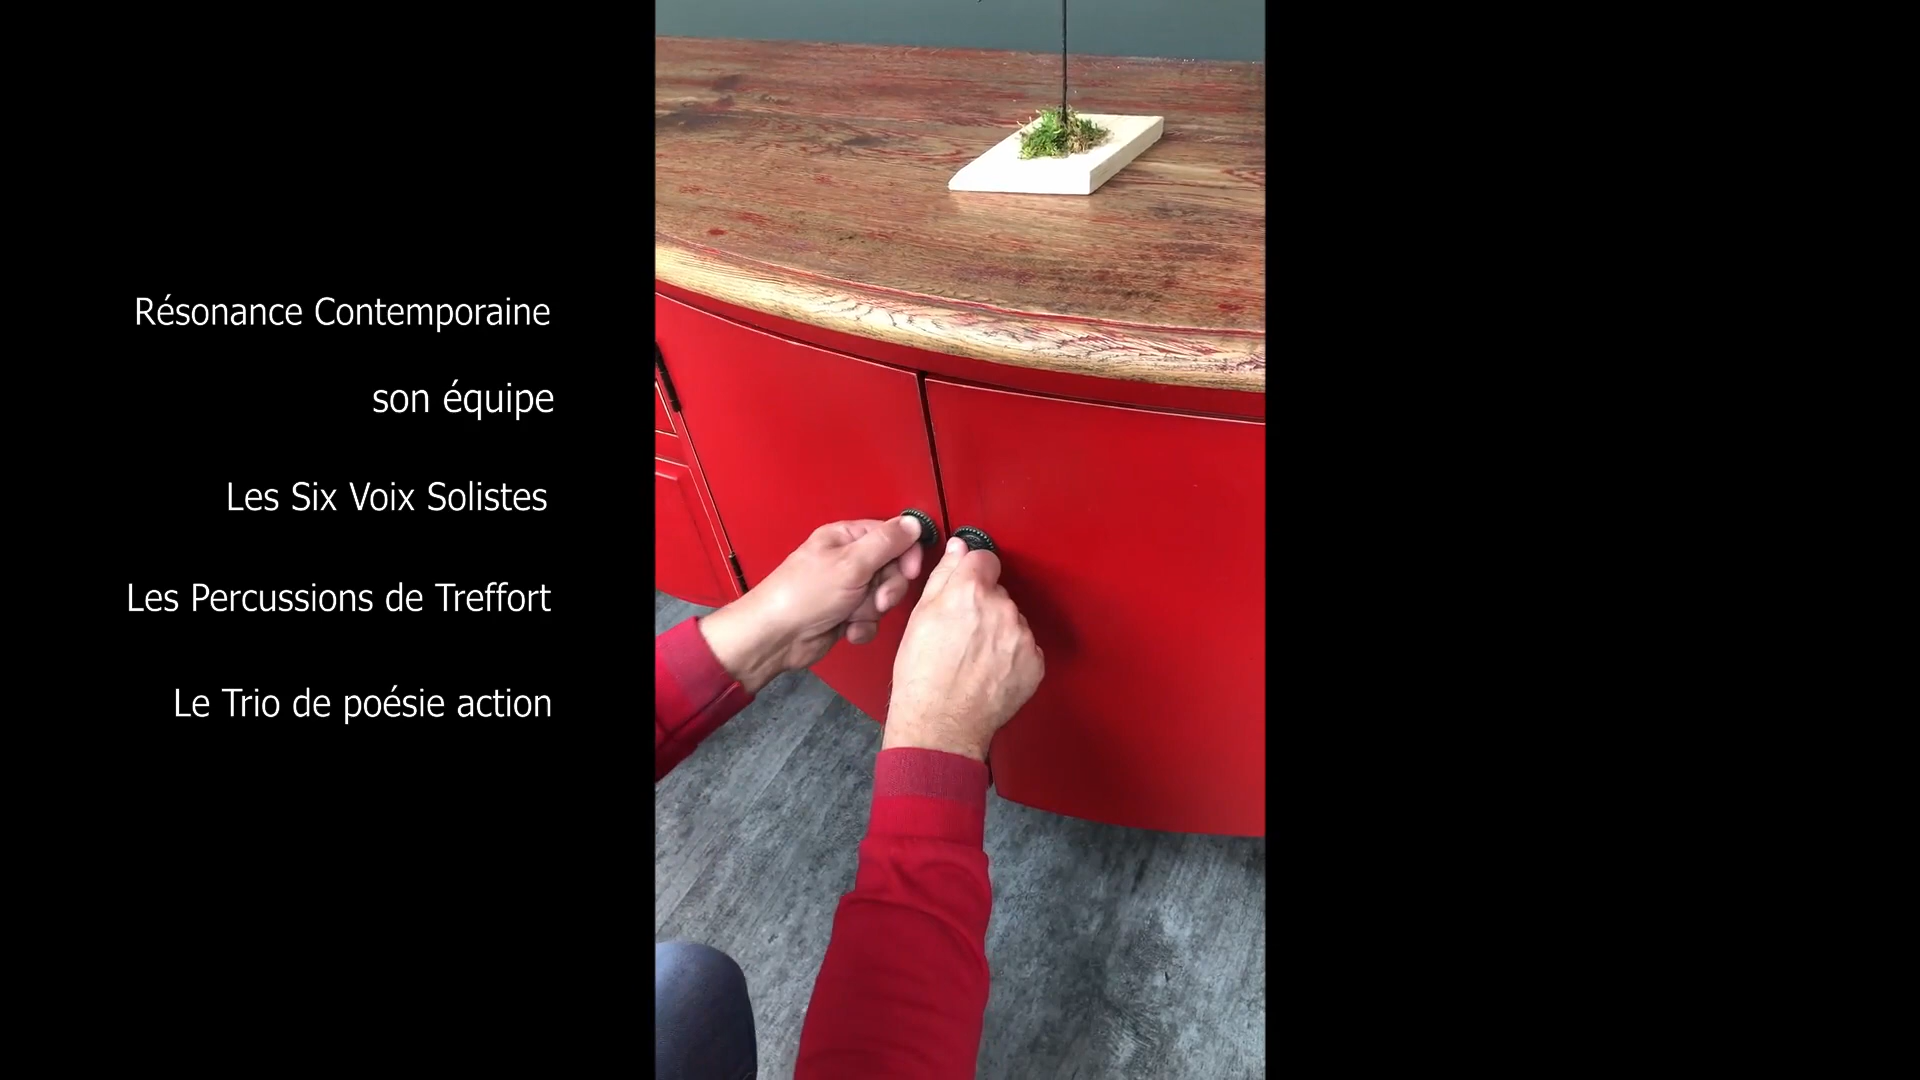 Résonance Contemporaine
son équipe
Les Six Voix Solistes
Les Percussions de Treffort
Le Trio de poésie action